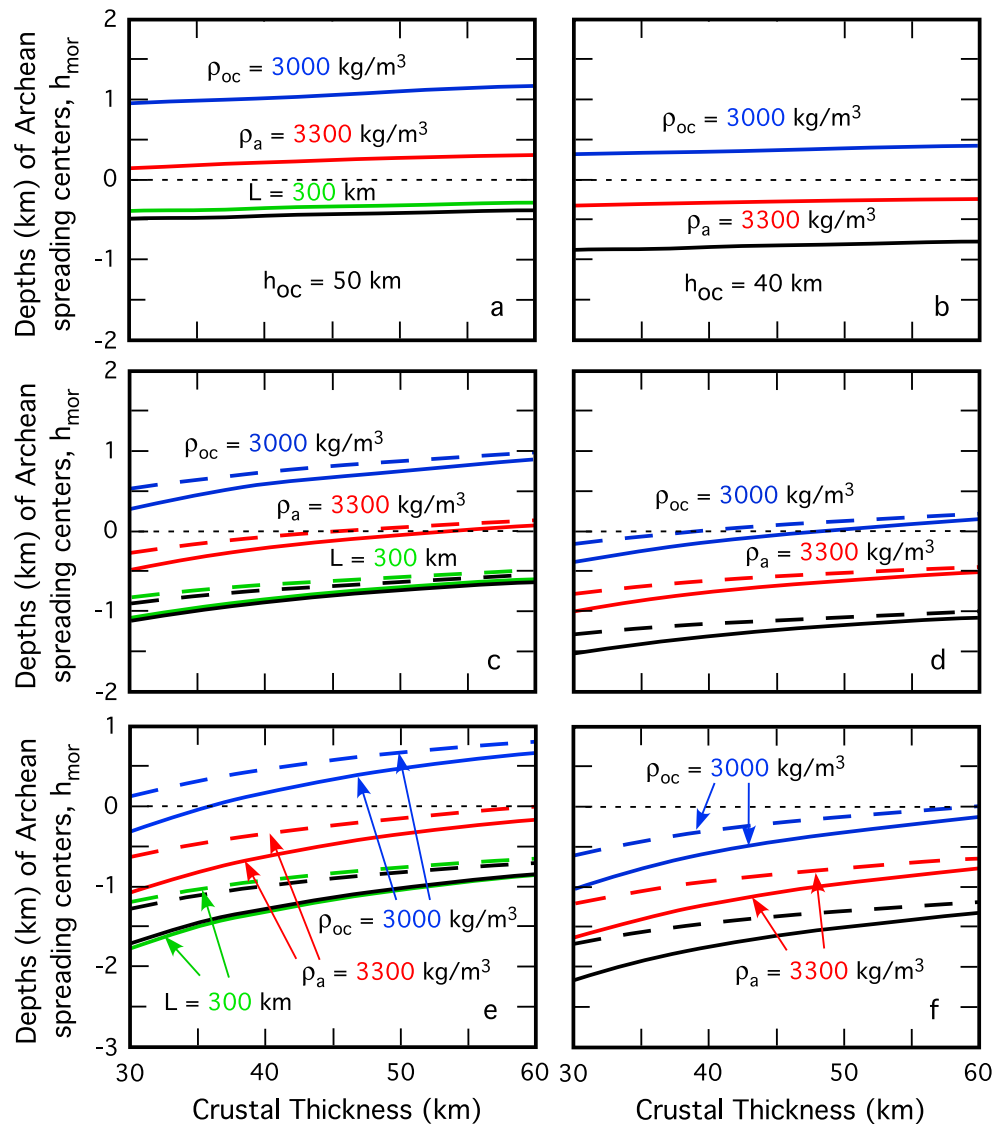 Depths (km) of Archean
spreading centers, hmor
2
1
0
-1
-2
ρoc = 3000 kg/m³
ρa = 3300 kg/m³
L = 300 km
hoc = 50 km
a
ρoc = 3000 kg/m³
ρa = 3300 kg/m³
hoc = 40 km
b
Depths (km) of Archean
spreading centers, hmor
2
1
0
-1
-2
ρoc = 3000 kg/m³
ρa = 3300 kg/m³
L = 300 km
c
ρoc = 3000 kg/m³
ρa = 3300 kg/m³
d
Depths (km) of Archean
spreading centers, hmor
1
0
-1
-2
-3
ρoc = 3000 kg/m³
ρa = 3300 kg/m³
L = 300 km
e
30 40 50 60
Crustal Thickness (km)
ρoc = 3000 kg/m³
ρa = 3300 kg/m³
f
30 40 50 60
Crustal Thickness (km)